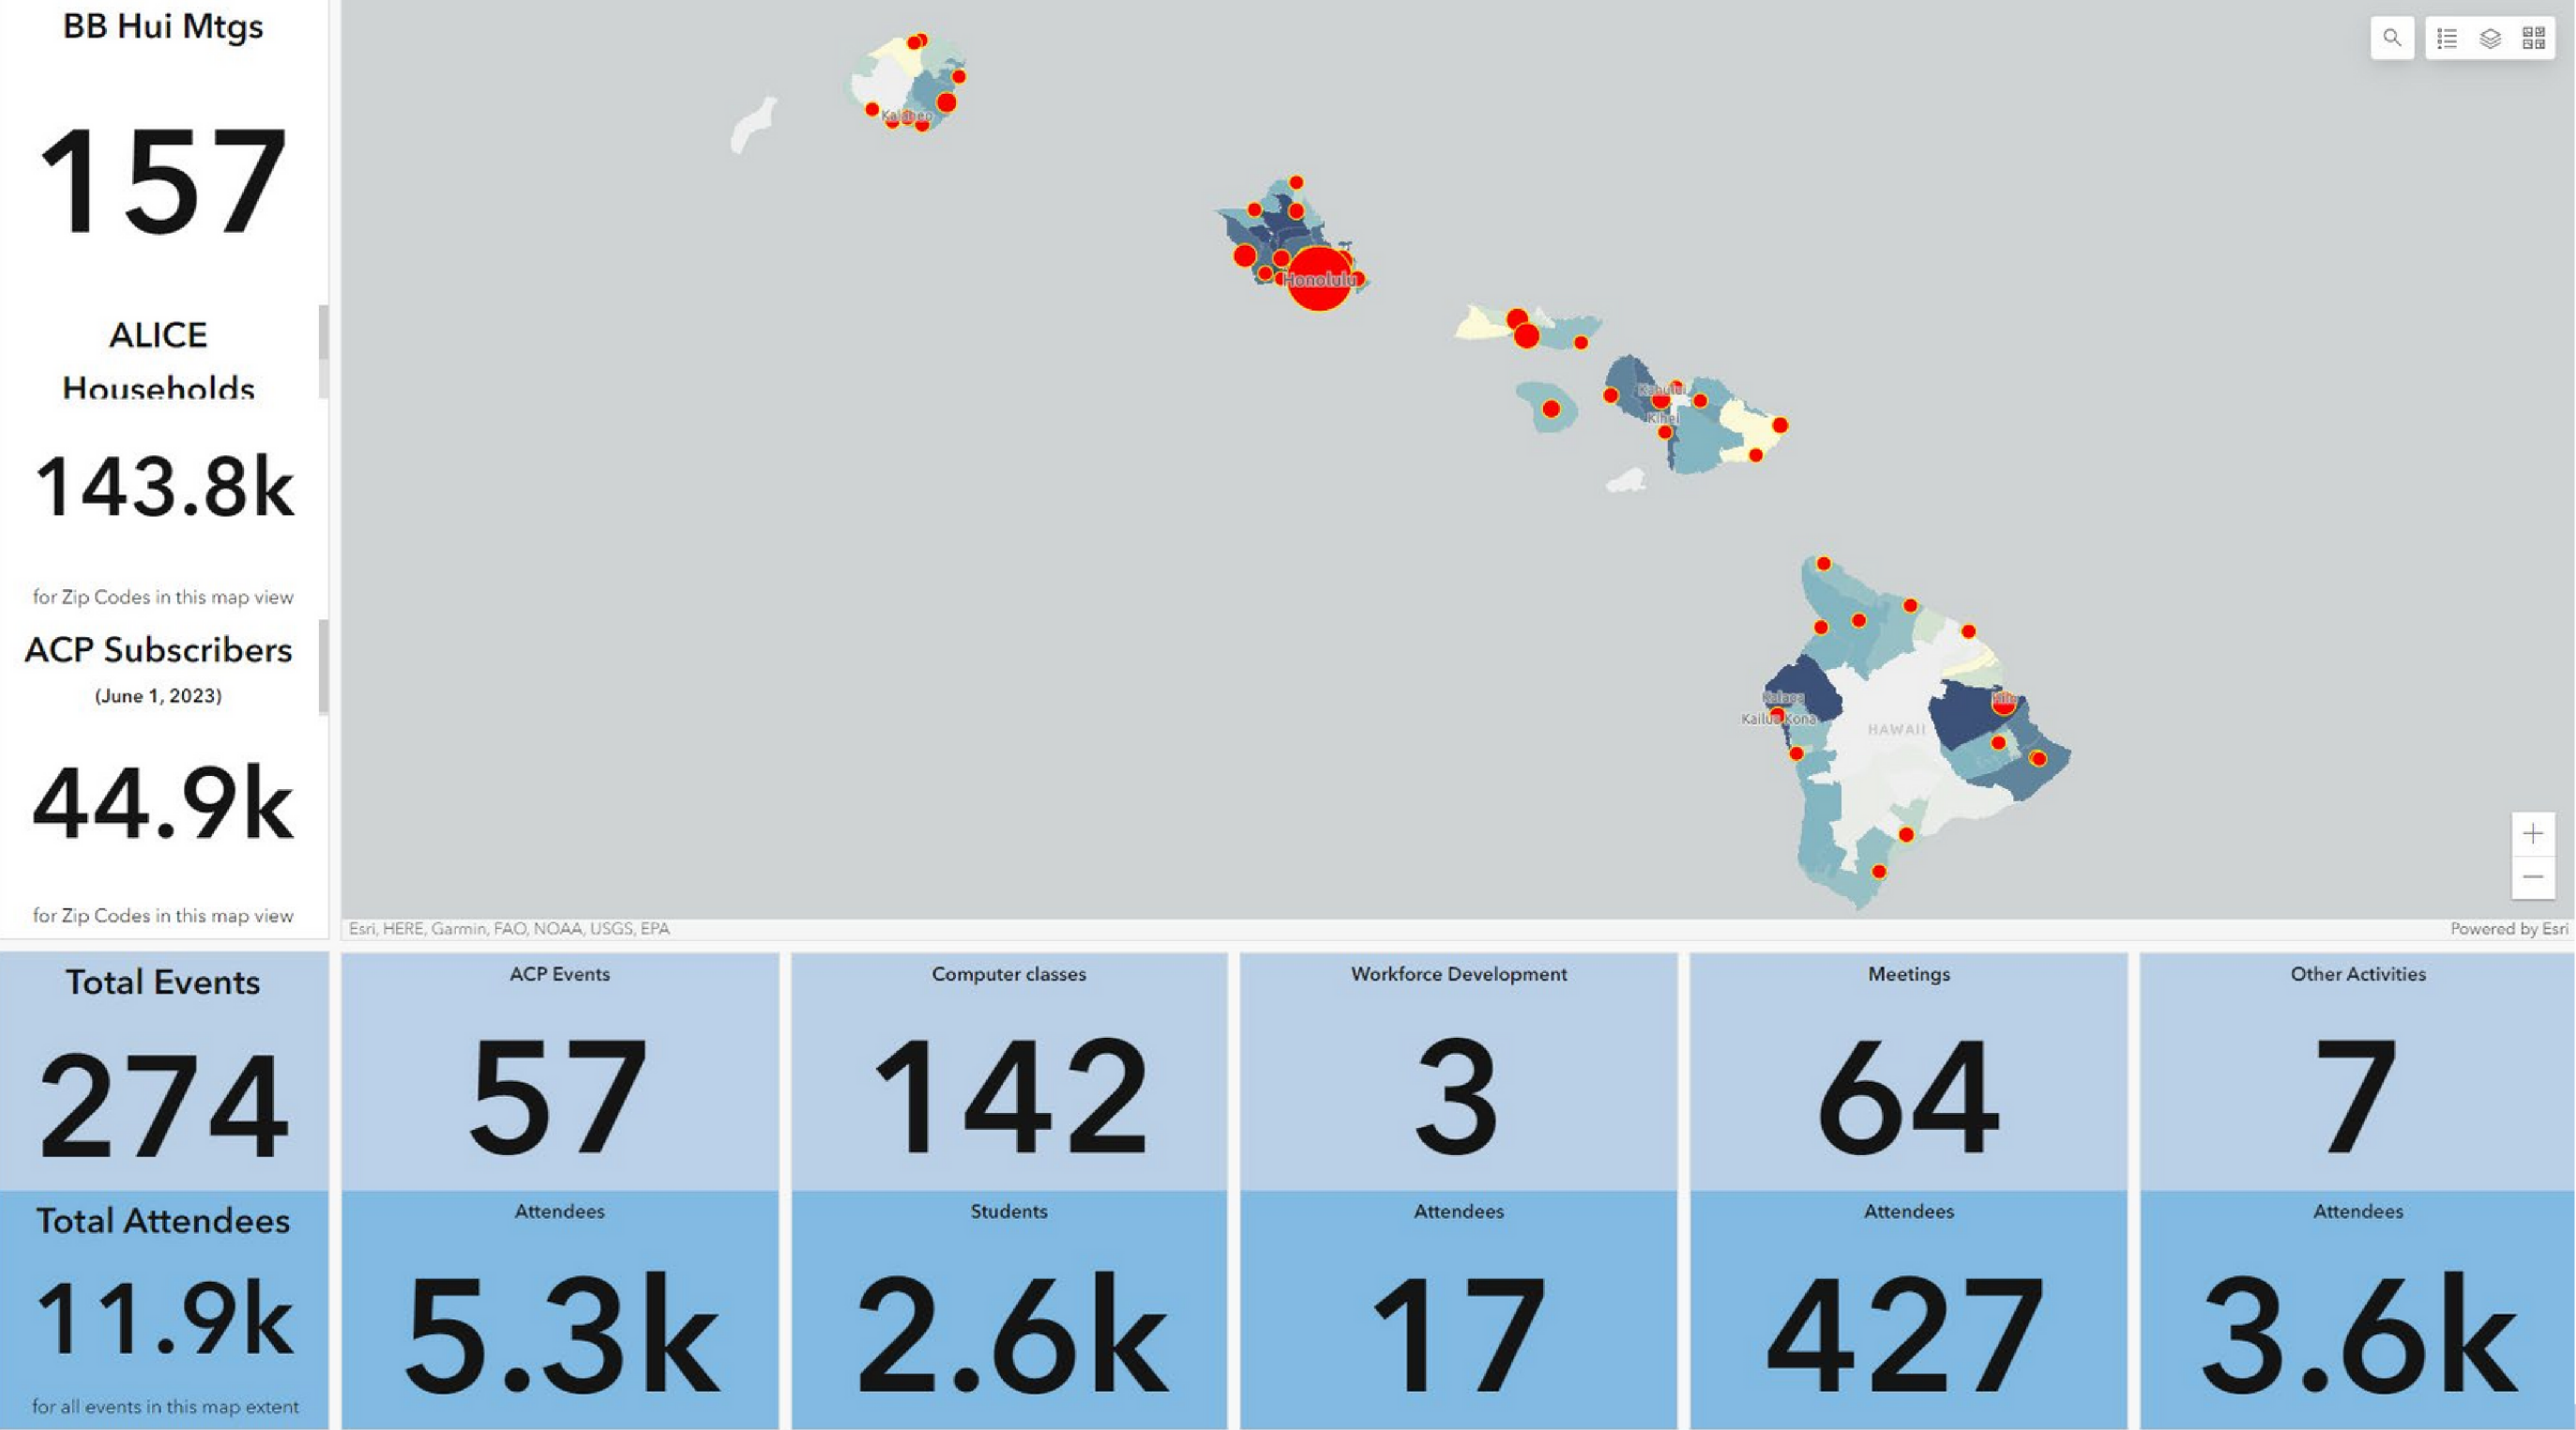 BB Hui Mtgs
157
ALICE
Households
143.8k
for Zip Codes in this map view
ACP Subscribers
(June 1, 2023)
44.9k
for Zip Codes in this map view
Honolulu
Kahului
Kihei
Kalaoa
Kailua Kona
Hilo
HAWAII
Esri, HERE, Garmin, FAO, NOAA, USGS, EPA
Powered by Esri
Total Events
274
Total Attendees
11.9k
for all events in this map extent
ACP Events
57
Attendees
5.3k
Computer classes
142
Students
2.6k
Workforce Development
3
Attendees
17
Meetings
64
Attendees
427
Other Activities
7
Attendees
3.6k